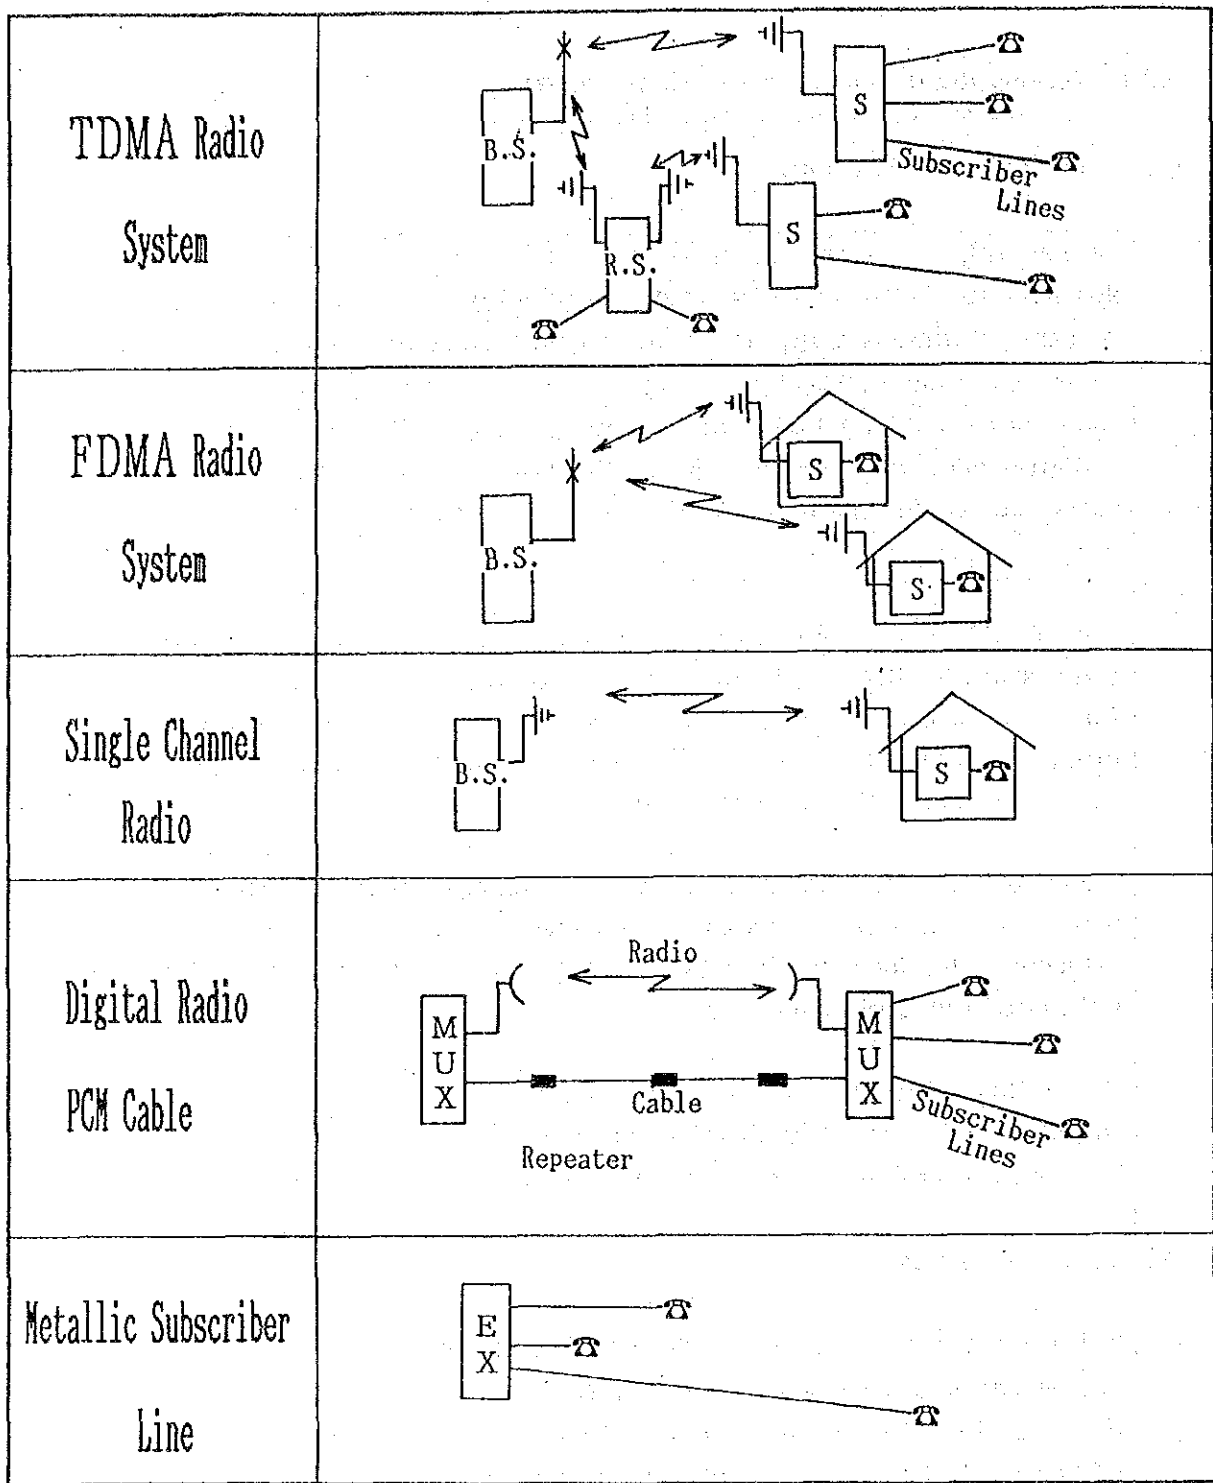 TDMA Radio
System
B.S.
S
Subscriber
Lines
R.S.
S
FDMA Radio
System
B.S.
S
S
Single Channel
Radio
B.S.
S
Digital Radio
PCM Cable
Radio
M
U
X
M
U
X
Cable
Repeater
Subscriber
Lines
Metallic Subscriber
Line
E
X